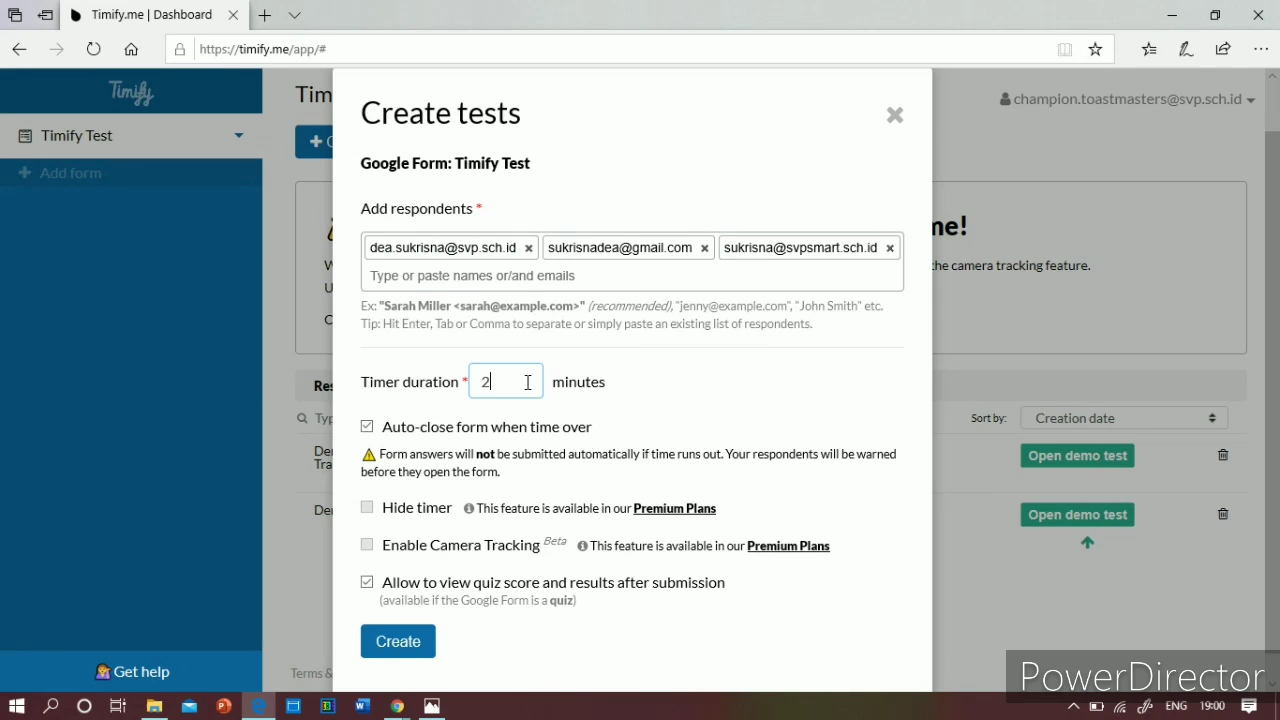 Timify.me | Dashboard
https://timify.me/app/#
Timify
Timify Test
Add form
Get help
Tim
champion.toastmasters@svp.sch.id
me!
the camera tracking feature.
Create tests
Google Form: Timify Test
Add respondents *
dea.sukrisna@svp.sch.id × sukrisnadea@gmail.com × sukrisna@svpsmart.sch.id ×
Type or paste names or/and emails
Ex: "Sarah Miller <sarah@example.com>" (recommended), "jenny@example.com", "John Smith" etc.
Tip: Hit Enter, Tab or Comma to separate or simply paste an existing list of respondents.
Timer duration * 2 minutes
Auto-close form when time over
Form answers will not be submitted automatically if time runs out. Your respondents will be warned
before they open the form.
Hide timer This feature is available in our Premium Plans
Enable Camera Tracking Beta This feature is available in our Premium Plans
Allow to view quiz score and results after submission
(available if the Google Form is a quiz)
Create
Res
Ty
Sort by: Creation date
Der
Tra
Open demo test
Der
Open demo test
Terms &
PowerDirector
ENG 19:00